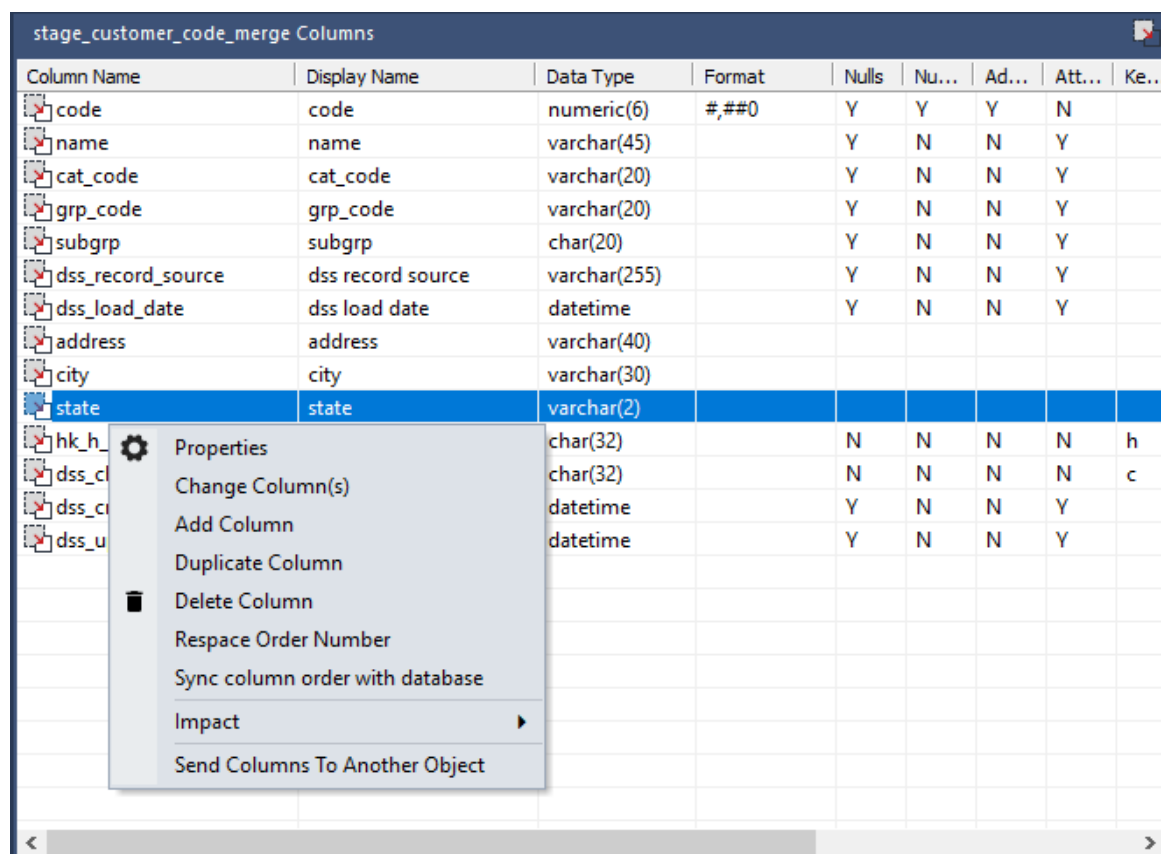 stage_customer_code_merge Columns
Column Name Display Name Data Type Format Nulls Nu... Ad... Att... Ke...
code code numeric(6) #,##0 Y Y Y N
name name varchar(45) Y N N Y
cat_code cat_code varchar(20) Y N N Y
grp_code grp_code varchar(20) Y N N Y
subgrp subgrp char(20) Y N N Y
dss_record_source dss record source varchar(255) Y N N Y
dss_load_date dss load date datetime Y N N Y
address address varchar(40)
city city varchar(30)
state state varchar(2)
hk_h_ char(32) N N N N h
dss_c char(32) N N N N c
dss_c datetime Y N N Y
dss_u datetime Y N N Y
Properties
Change Column(s)
Add Column
Duplicate Column
Delete Column
Respace Order Number
Sync column order with database
Impact
Send Columns To Another Object